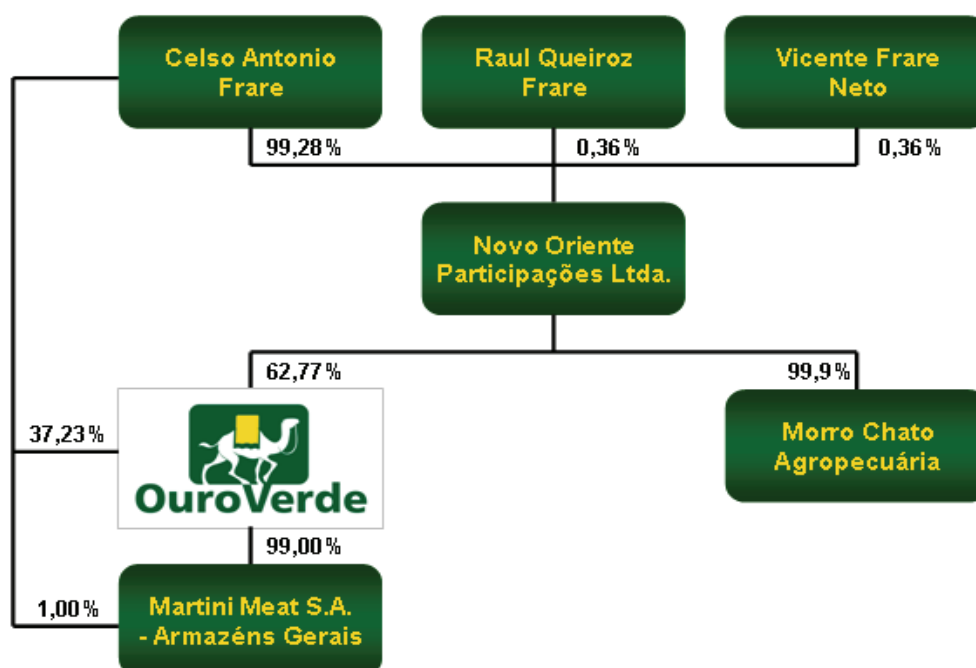 Celso Antonio
Frare
Raul Queiroz
Frare
Vicente Frare
Neto
99,28%
0,36%
0,36%
Novo Oriente
Participações Ltda.
62,77%
99,9%
37,23%
OuroVerde
Morro Chato
Agropecuária
99,00%
1,00%
Martini Meat S.A.
- Armazéns Gerais